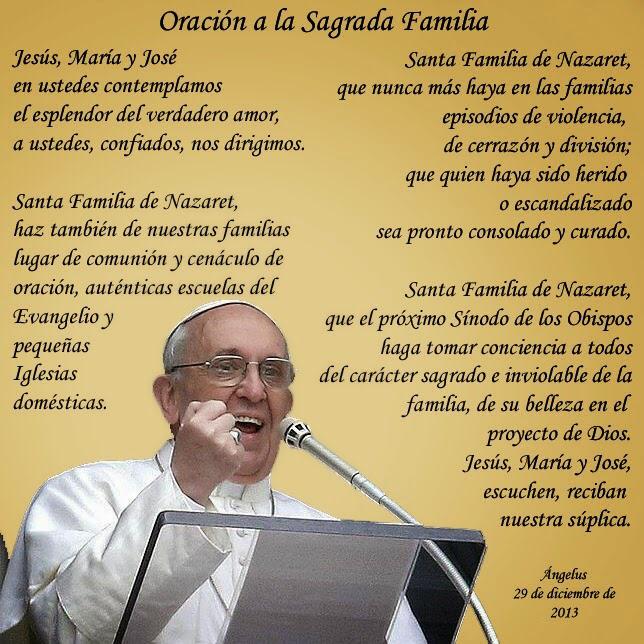 Oración a la Sagrada Familia
Jesús, María y José
en ustedes contemplamos
el esplendor del verdadero amor,
a ustedes, confiados, nos dirigimos.
Santa Familia de Nazaret,
haz también de nuestras familias
lugar de comunión y cenáculo de
oración, auténticas escuelas del
Evangelio y
pequeñas
Iglesias
domésticas.
Santa Familia de Nazaret,
que nunca más haya en las familias
episodios de violencia,
de cerrazón y división;
que quien haya sido herido
o escandalizado
sea pronto consolado y curado.
Santa Familia de Nazaret,
que el próximo Sínodo de los Obispos
haga tomar conciencia a todos
del carácter sagrado e inviolable de la
familia, de su belleza en el
proyecto de Dios.
Jesús, María y José,
escuchen, reciban
nuestra súplica.
Ángelus
29 de diciembre de
2013